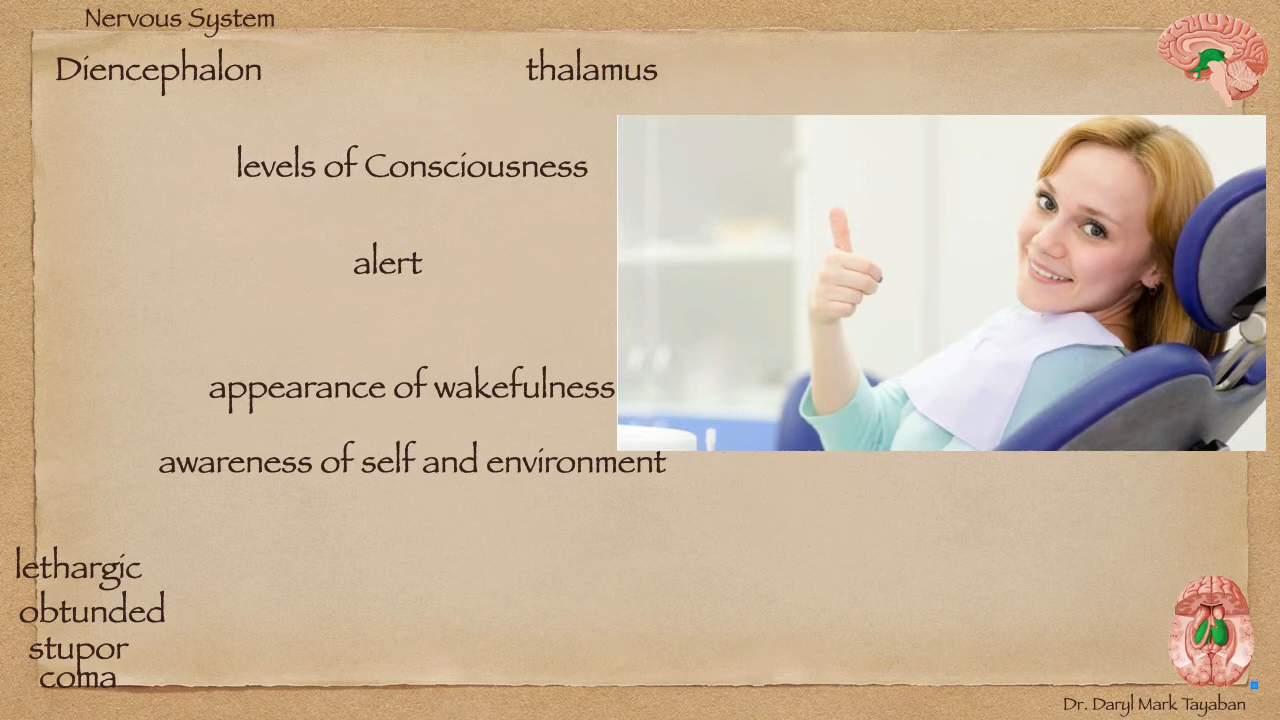 Nervous System
Diencephalon
thalamus
levels of Consciousness
alert
appearance of wakefulness
awareness of self and environment
lethargic
obtunded
stupor
coma
Dr. Daryl Mark Tayaban